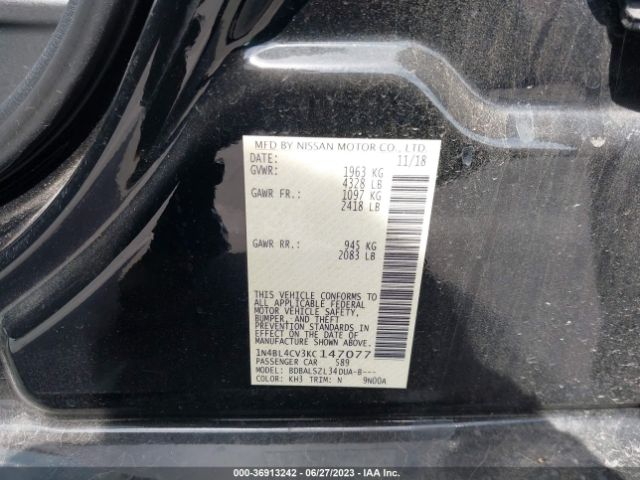 MFD BY NISSAN MOTOR CO., LTD.
DATE: 11/18
GVWR: 1963 KG
4328 LB
GAWR FR.: 1097 KG
2418 LB
GAWR RR.: 945 KG
2083 LB
THIS VEHICLE CONFORMS TO
ALL APPLICABLE FEDERAL
MOTOR VEHICLE SAFETY,
BUMPER, AND THEFT
PREVENTION STANDARDS IN
EFFECT ON THE DATE OF
MANUFACTURE SHOWN ABOVE.
1N4BL4CV3KC147077
PASSENGER CAR 589
MODEL: BDBALSZL34DUA-B---
COLOR: KH3 TRIM: N 9N00A
000-36913242 - 06/27/2023 - IAA Inc.